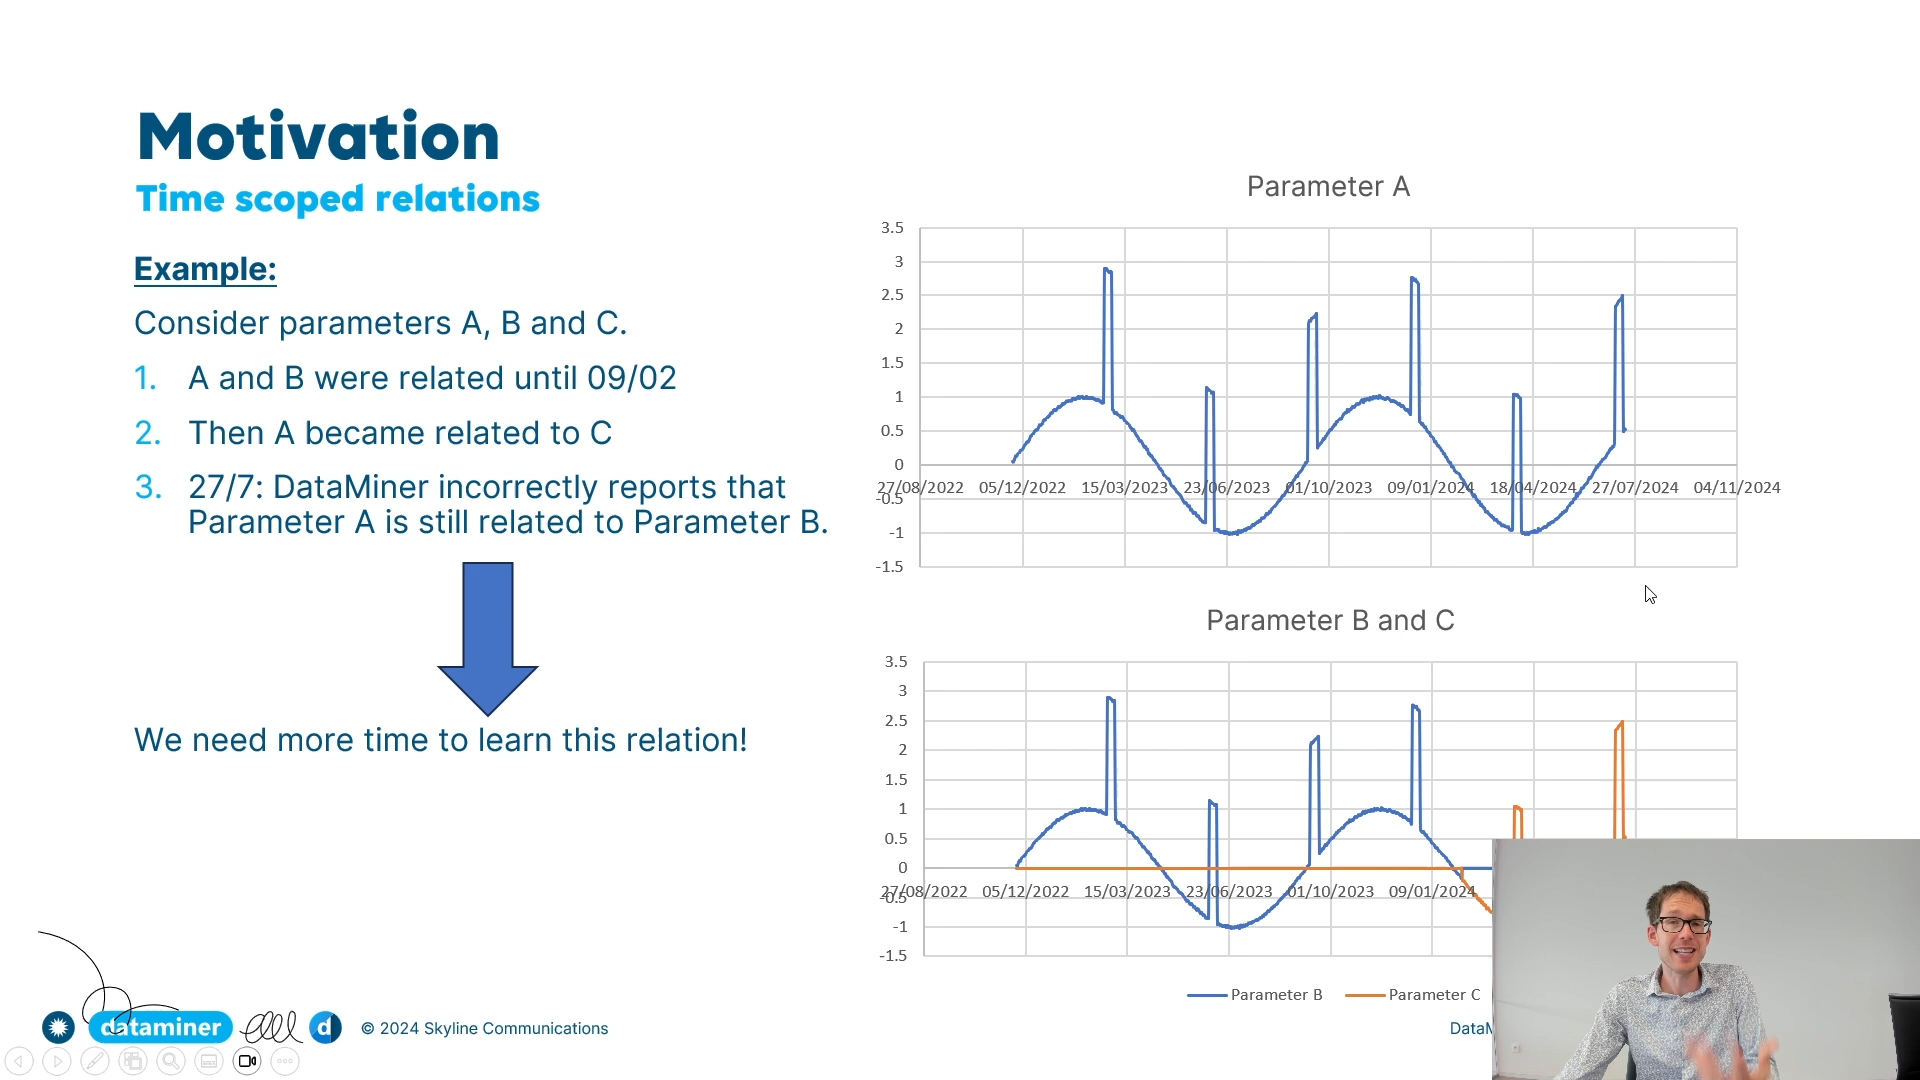 Motivation
Time scoped relations
Example:
Consider parameters A, B and C.
1. A and B were related until 09/02
2. Then A became related to C
3. 27/7: DataMiner incorrectly reports that
Parameter A is still related to Parameter B.
We need more time to learn this relation!
Parameter A
3.5
3
2.5
2
1.5
1
0.5
0
27/08/2022 05/12/2022 15/03/2023 23/06/2023 01/10/2023 09/01/2024 18/04/2024 27/07/2024 04/11/2024
-0.5
-1
-1.5
Parameter B and C
3.5
3
2.5
2
1.5
1
0.5
0
27/08/2022 05/12/2022 15/03/2023 23/06/2023 01/10/2023 09/01/2024
-0.5
-1
-1.5
Parameter B Parameter C
dataminer d © 2024 Skyline Communications